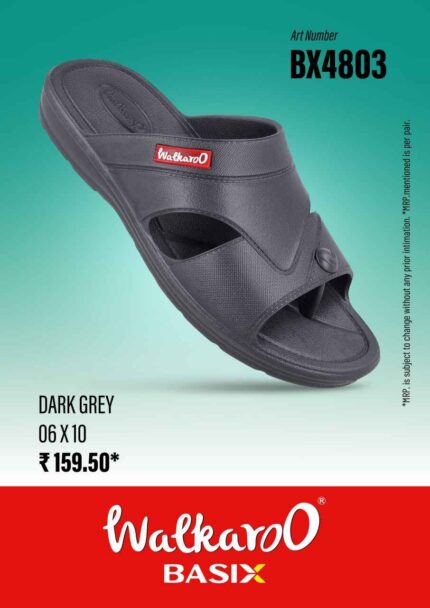 Art Number
BX4803
WalkaroO
WalkaroO
*MRP. is subject to change without any prior intimation. *MRP.mentioned is per pair.
DARK GREY
06 X 10
₹ 159.50*
WalkaroO®
BASIX